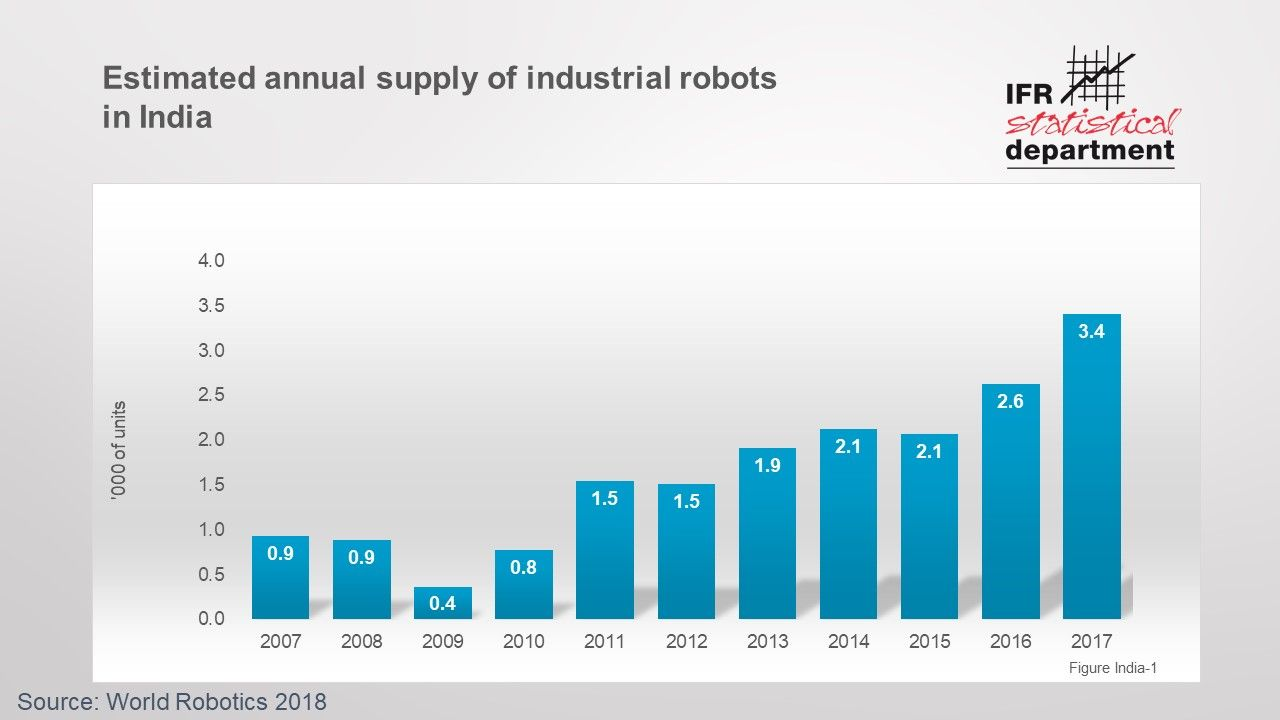 Estimated annual supply of industrial robots
in India
IFR
statistical
department
'000 of units
4.0
3.5
3.0
2.5
2.0
1.5
1.0
0.5
0.0
0.9
0.9
0.4
0.8
1.5
1.5
1.9
2.1
2.1
2.6
3.4
2007 2008 2009 2010 2011 2012 2013 2014 2015 2016 2017
Figure India-1
Source: World Robotics 2018